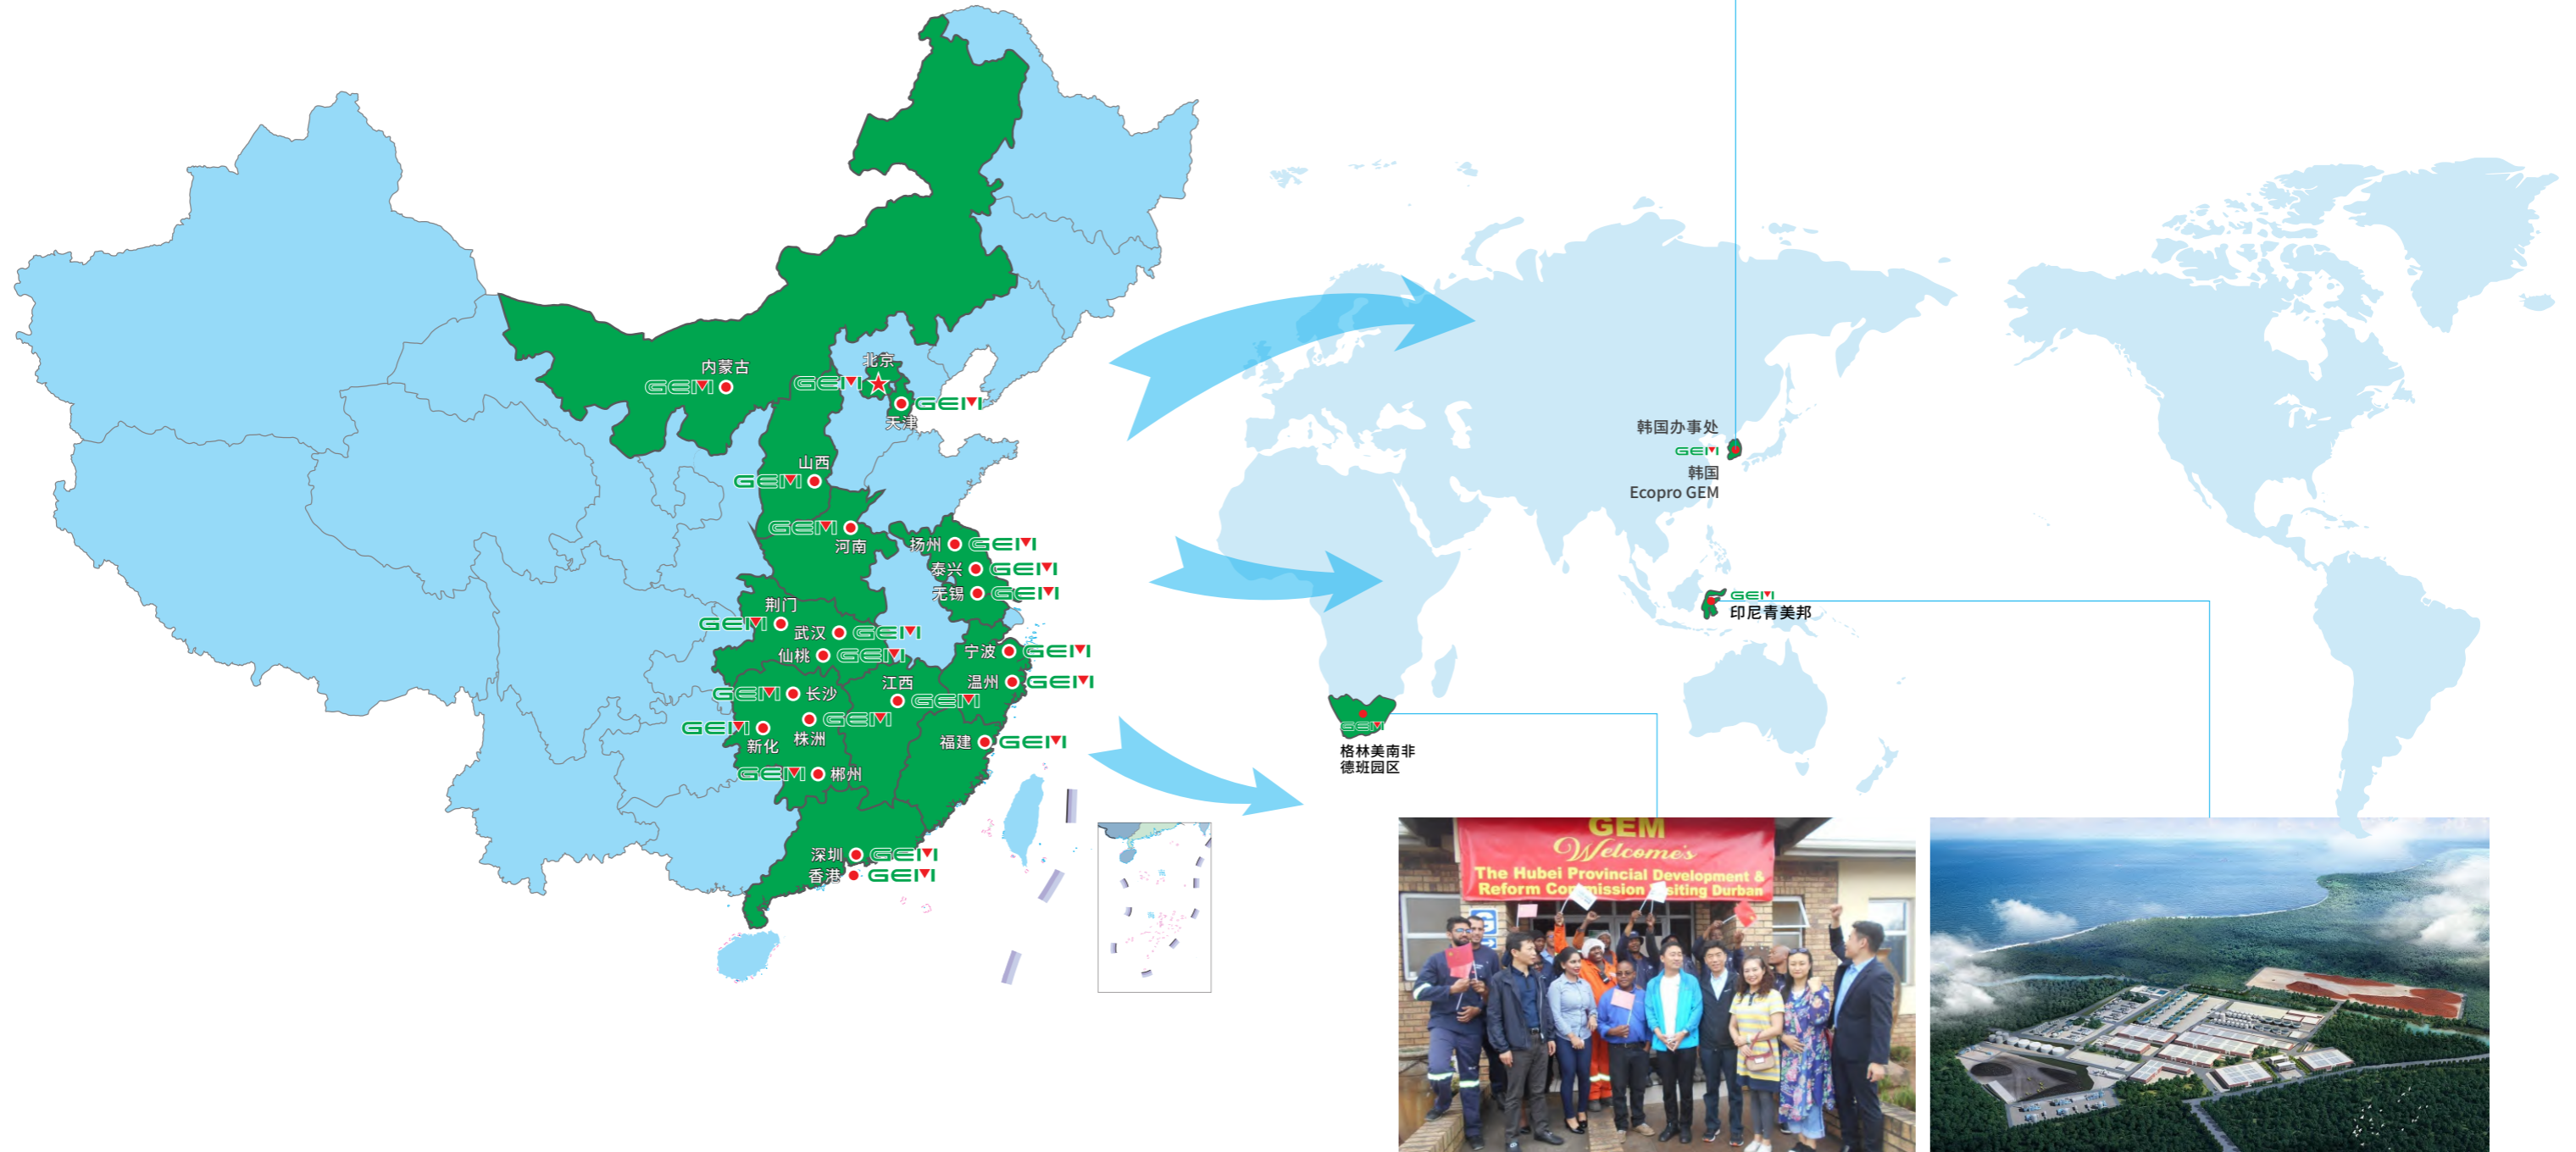 内蒙古
GEM
北京
GEM
GEM
天津
山西
GEM
GEM
河南
扬州 GEM
泰兴 GEM
无锡 GEM
荆门
GEM
武汉 GEM
仙桃 GEM
宁波 GEM
温州 GEM
江西
GEM
GEM 长沙
GEM
株洲
GEM
新化
福建 GEM
GEM 郴州
深圳 GEM
香港 GEM
韩国办事处
GEM
韩国
Ecopro GEM
GEM
印尼青美邦
GEM
格林美南非
德班园区
GEM
Welcome's
The Hubei Provincial Development &
Reform Commission Visiting Durban